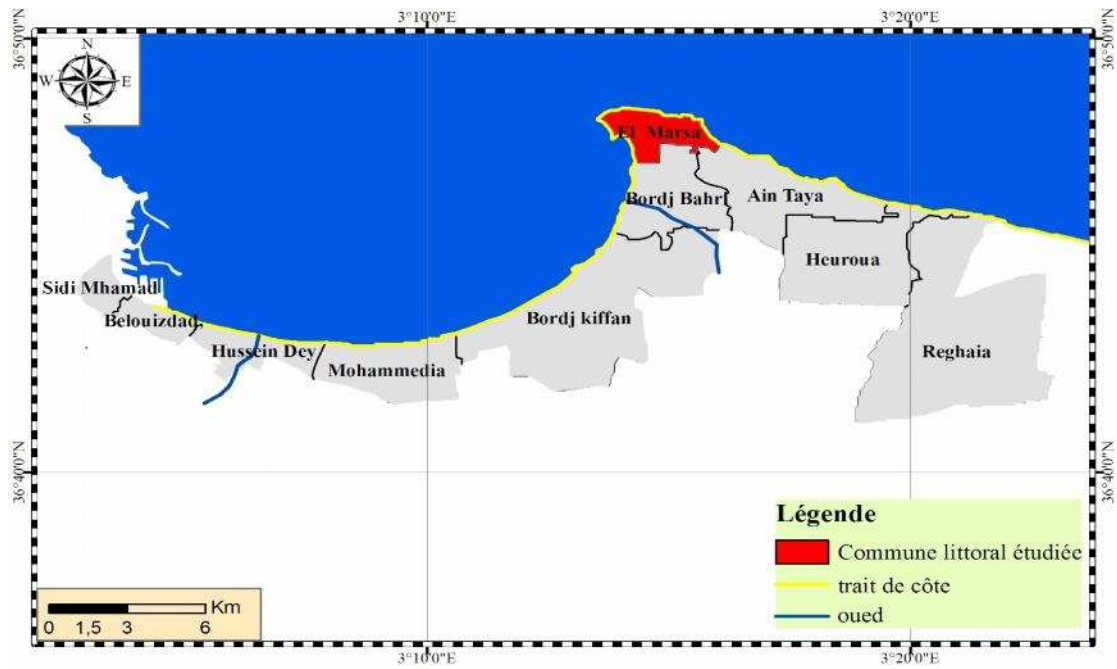 3°10'0"E 3°20'0"E
36°50'0"N 36°50'0"N
N
W E
S
El Marsa
Bordj Bahri
Ain Taya
Heuroua
Sidi Mhamad
Belouizdad
Bordj kiffan
Hussein Dey
Mohammedia
Reghaia
36°40'0"N 36°40'0"N
Légende
Commune littoral étudiée
trait de côte
oued
Km
0 1,5 3 6
3°10'0"E 3°20'0"E